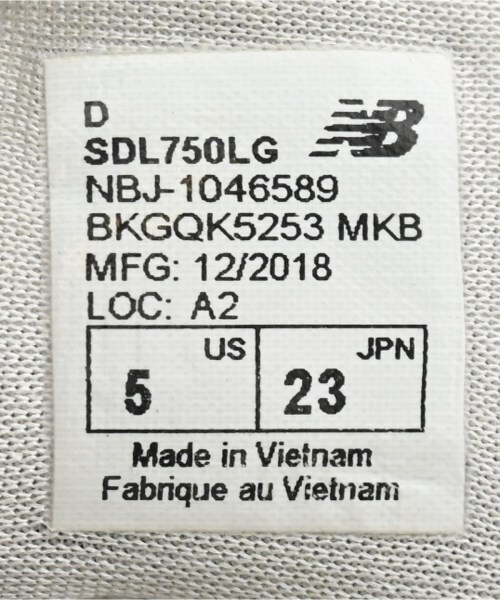 D
SDL750LG
NBJ-1046589
BKGQK5253 MKB
MFG: 12/2018
LOC: A2
US JPN
5 23
Made in Vietnam
Fabrique au Vietnam